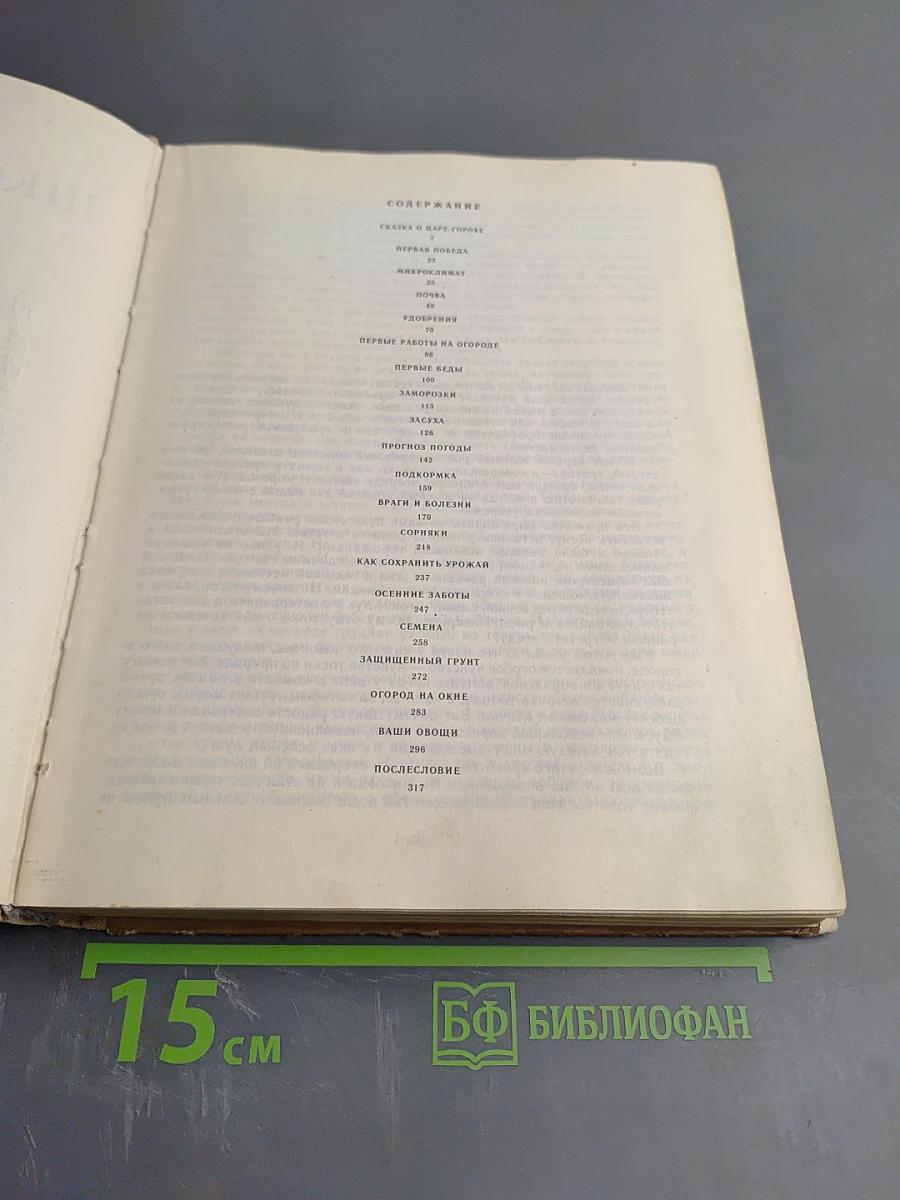 СОДЕРЖАНИЕ
СКАЗКА О ЦАРЕ-ГОРОХЕ
7
ПЕРВАЯ ПОБЕДА
22
МИКРОКЛИМАТ
35
ПОЧВА
48
УДОБРЕНИЯ
70
ПЕРВЫЕ РАБОТЫ НА ОГОРОДЕ
86
ПЕРВЫЕ БЕДЫ
100
ЗАМОРОЗКИ
113
ЗАСУХА
126
ПРОГНОЗ ПОГОДЫ
142
ПОДКОРМКА
159
ВРАГИ И БОЛЕЗНИ
170
СОРНЯКИ
218
КАК СОХРАНИТЬ УРОЖАЙ
237
ОСЕННИЕ ЗАБОТЫ
247
СЕМЕНА
258
ЗАЩИЩЕННЫЙ ГРУНТ
272
ОГОРОД НА ОКНЕ
283
ВАШИ ОВОЩИ
296
ПОСЛЕСЛОВИЕ
317
15 см
БФ БИБЛИОФАН